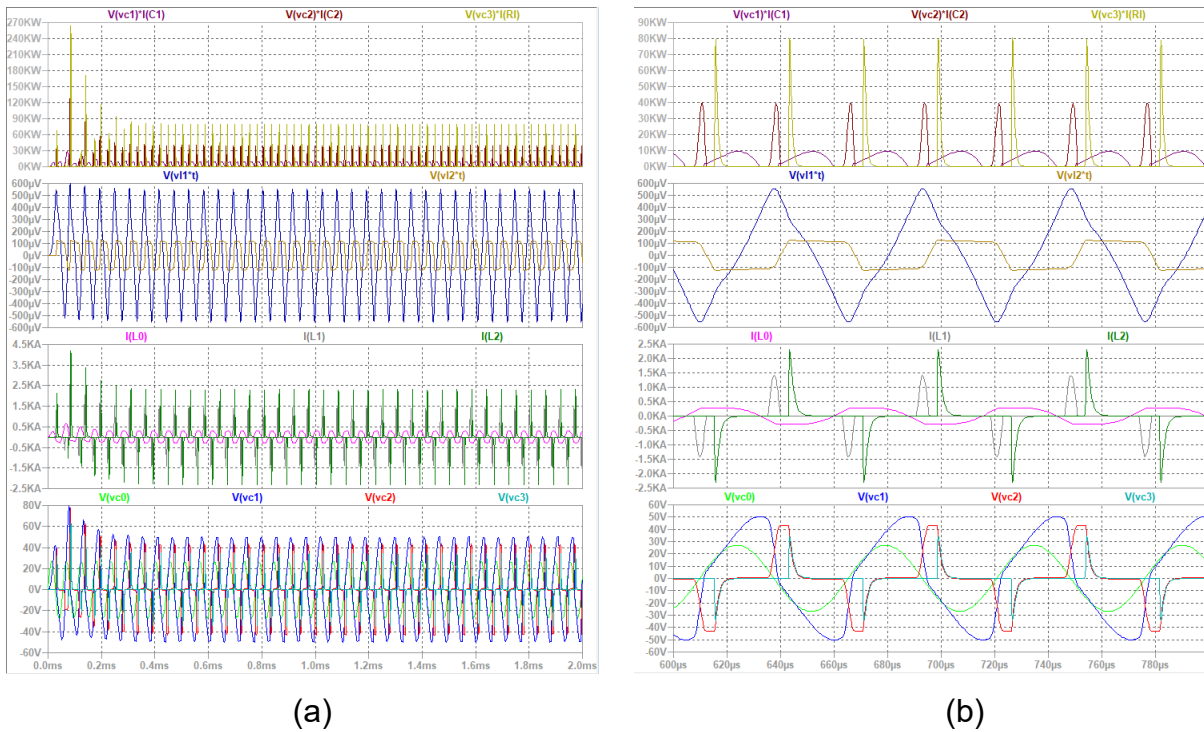 V(vc1)*I(C1) V(vc2)*I(C2) V(vc3)*I(RI)
270KW
240KW
210KW
180KW
150KW
120KW
90KW
60KW
30KW
0KW
V(vl1*t) V(vl2*t)
600µV
500µV
400µV
300µV
200µV
100µV
0µV
-100µV
-200µV
-300µV
-400µV
-500µV
-600µV
I(L0) I(L1) I(L2)
4.5KA
3.5KA
2.5KA
1.5KA
0.5KA
-0.5KA
-1.5KA
-2.5KA
V(vc0) V(vc1) V(vc2) V(vc3)
80V
60V
40V
20V
0V
-20V
-40V
-60V
0.0ms 0.2ms 0.4ms 0.6ms 0.8ms 1.0ms 1.2ms 1.4ms 1.6ms 1.8ms 2.0ms
(a)
V(vc1)*I(C1) V(vc2)*I(C2) V(vc3)*I(RI)
90KW
80KW
70KW
60KW
50KW
40KW
30KW
20KW
10KW
0KW
V(vl1*t) V(vl2*t)
600µV
500µV
400µV
300µV
200µV
100µV
0µV
-100µV
-200µV
-300µV
-400µV
-500µV
-600µV
I(L0) I(L1) I(L2)
2.5KA
2.0KA
1.5KA
1.0KA
0.5KA
0.0KA
-0.5KA
-1.0KA
-1.5KA
-2.0KA
-2.5KA
V(vc0) V(vc1) V(vc2) V(vc3)
60V
50V
40V
30V
20V
10V
0V
-10V
-20V
-30V
-40V
-50V
-60V
600µs 620µs 640µs 660µs 680µs 700µs 720µs 740µs 760µs 780µs
(b)